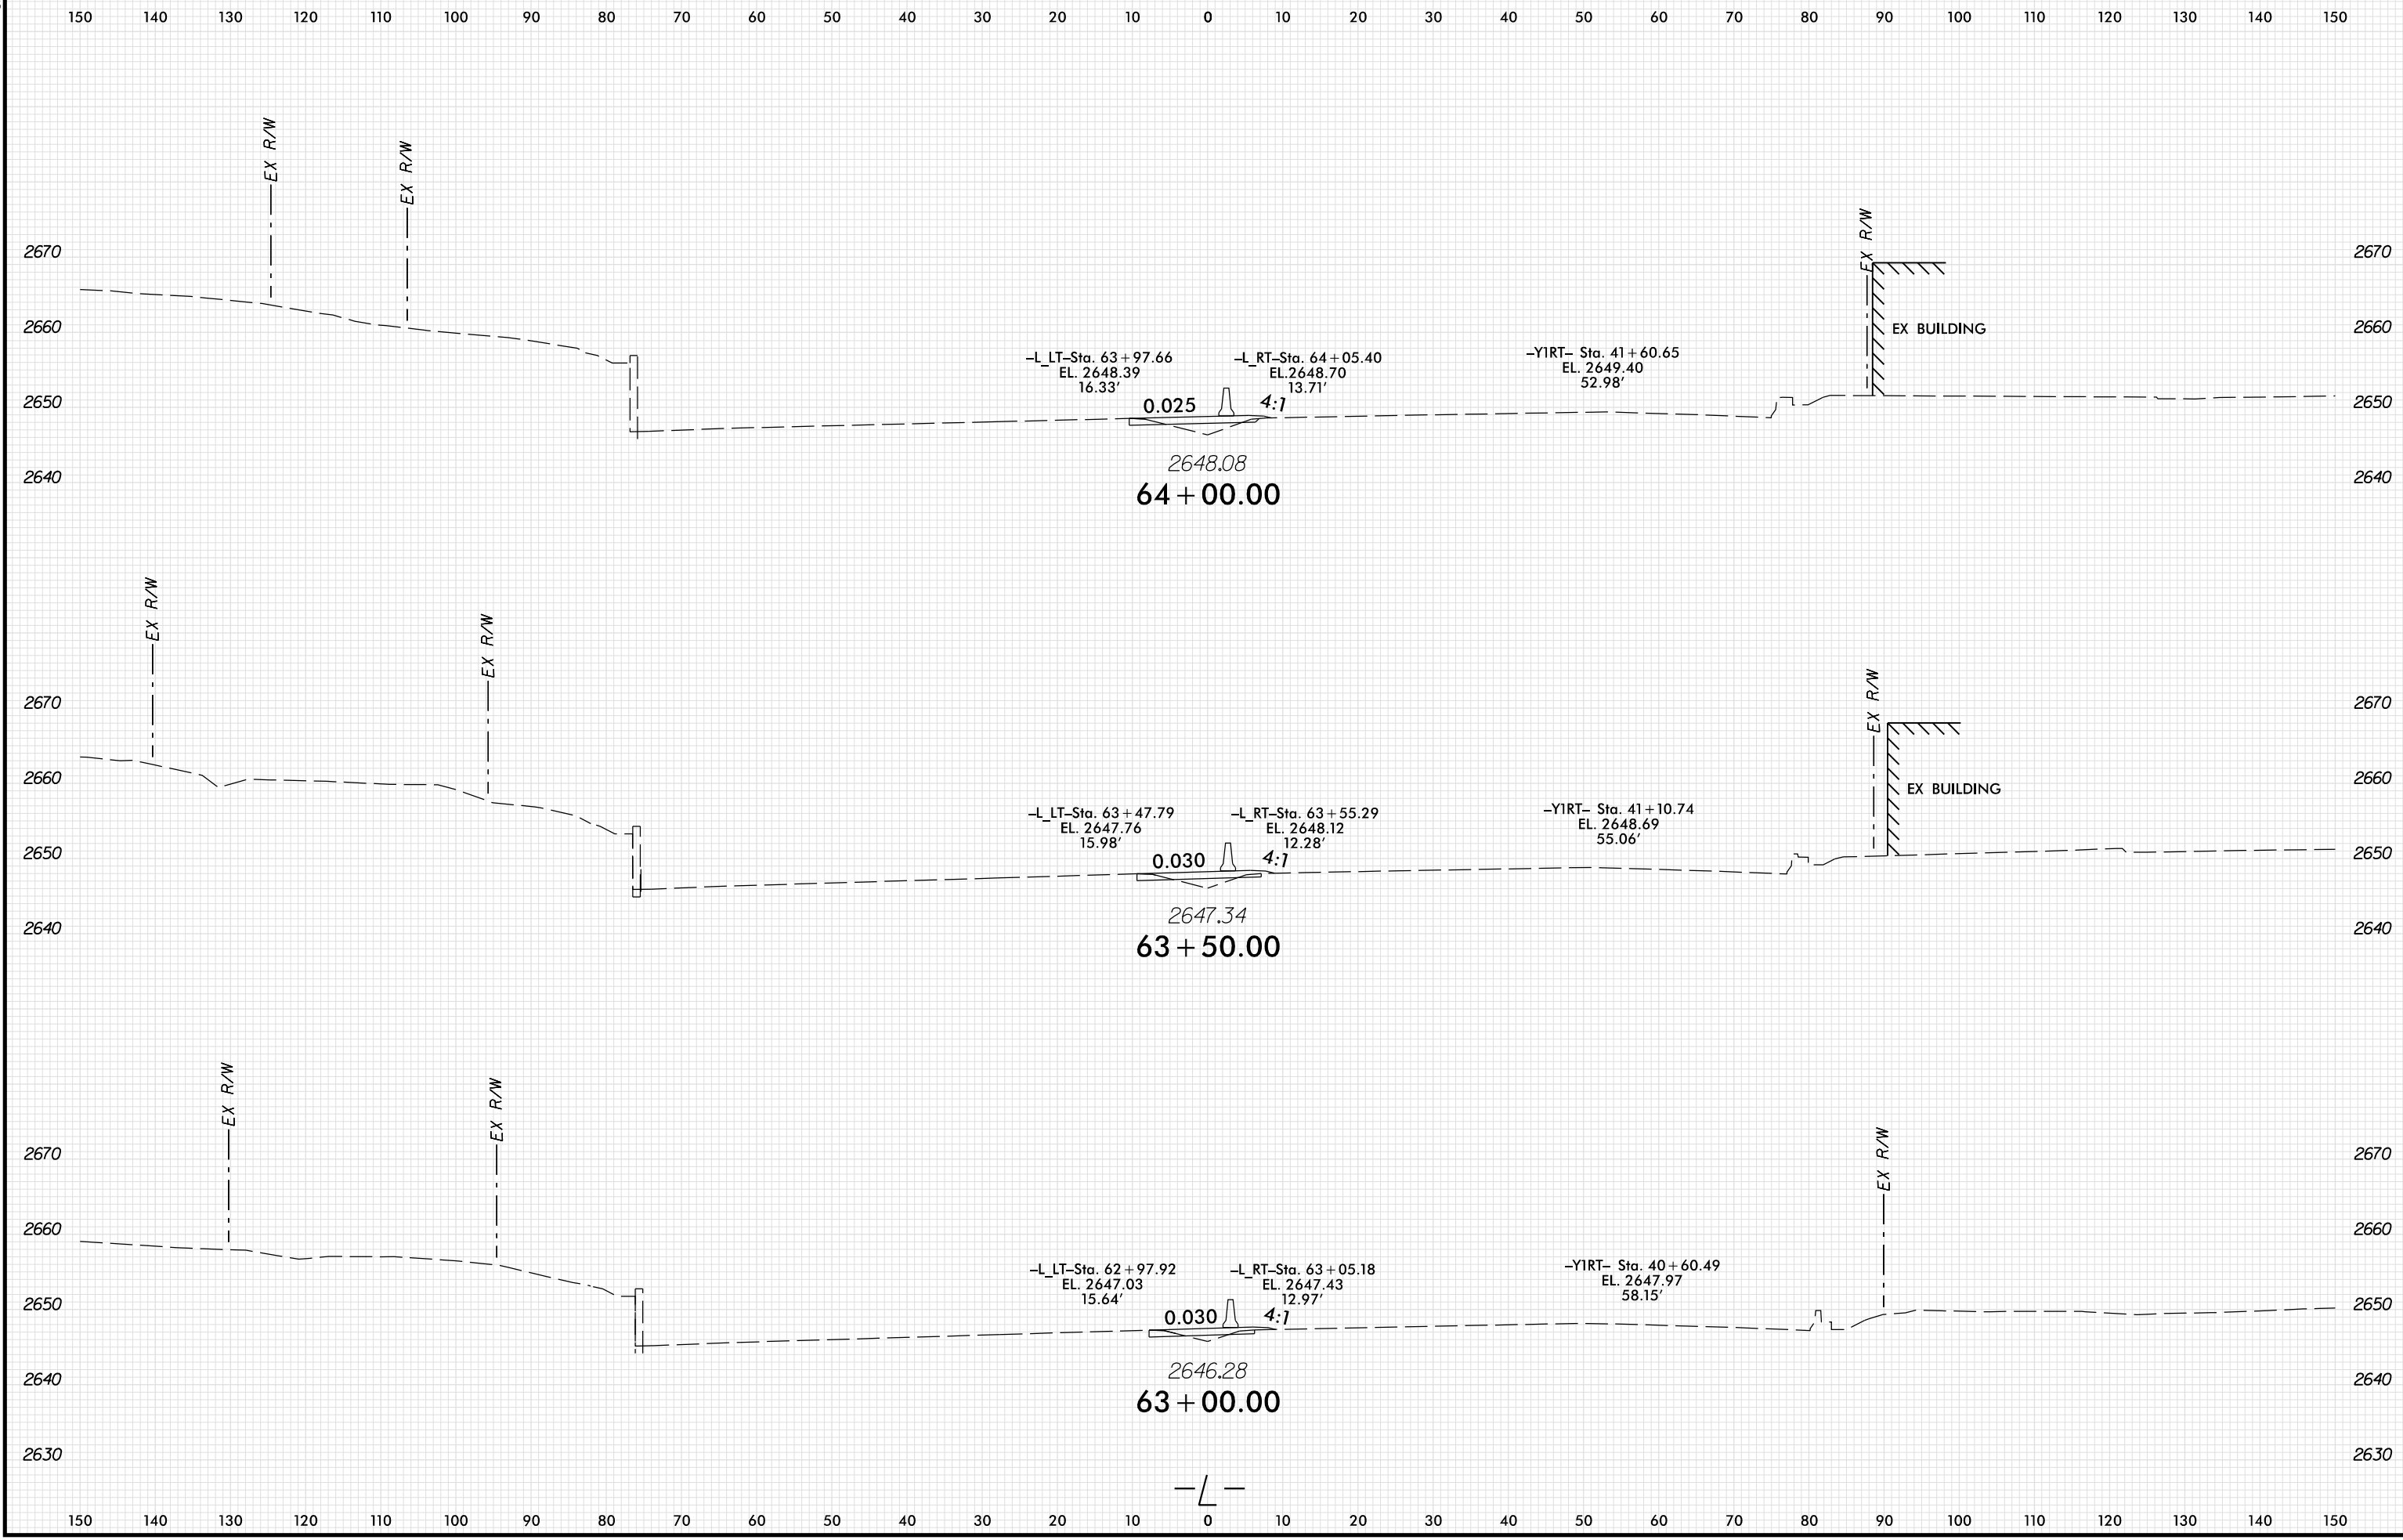 150 140 130 120 110 100 90 80 70 60 50 40 30 20 10 0 10 20 30 40 50 60 70 80 90 100 110 120 130 140 150
EX R/W
EX R/W
EX R/W
2670 2670
2660 EX BUILDING 2660
–L_LT–Sta. 63+97.66
EL. 2648.39
16.33′
–L_RT–Sta. 64+05.40
EL.2648.70
13.71′
–Y1RT– Sta. 41+60.65
EL. 2649.40
52.98′
2650 0.025 4:1 2650
2640 2640
2648.08
64+00.00
EX R/W
EX R/W
EX R/W
2670 2670
2660 EX BUILDING 2660
–L_LT–Sta. 63+47.79
EL. 2647.76
15.98′
–L_RT–Sta. 63+55.29
EL. 2648.12
12.28′
–Y1RT– Sta. 41+10.74
EL. 2648.69
55.06′
2650 0.030 4:1 2650
2640 2640
2647.34
63+50.00
EX R/W
EX R/W
EX R/W
2670 2670
2660 2660
–L_LT–Sta. 62+97.92
EL. 2647.03
15.64′
–L_RT–Sta. 63+05.18
EL. 2647.43
12.97′
–Y1RT– Sta. 40+60.49
EL. 2647.97
58.15′
2650 0.030 4:1 2650
2640 2640
2646.28
63+00.00
2630 2630
–L–
150 140 130 120 110 100 90 80 70 60 50 40 30 20 10 0 10 20 30 40 50 60 70 80 90 100 110 120 130 140 150